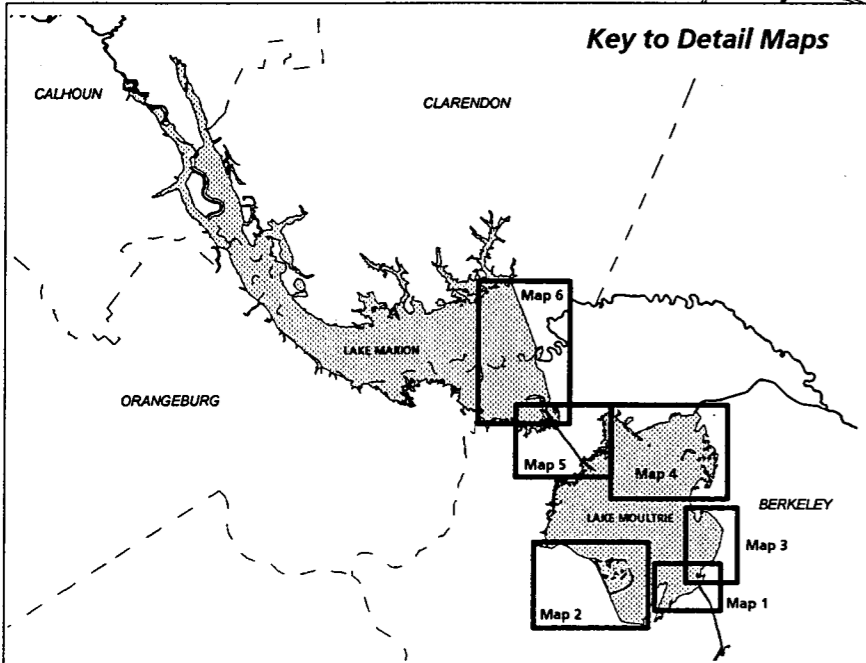 Key to Detail Maps
CALHOUN
CLARENDON
Map 6
LAKE MARION
ORANGEBURG
Map 5
Map 4
BERKELEY
LAKE MOULTRIE
Map 3
Map 2
Map 1